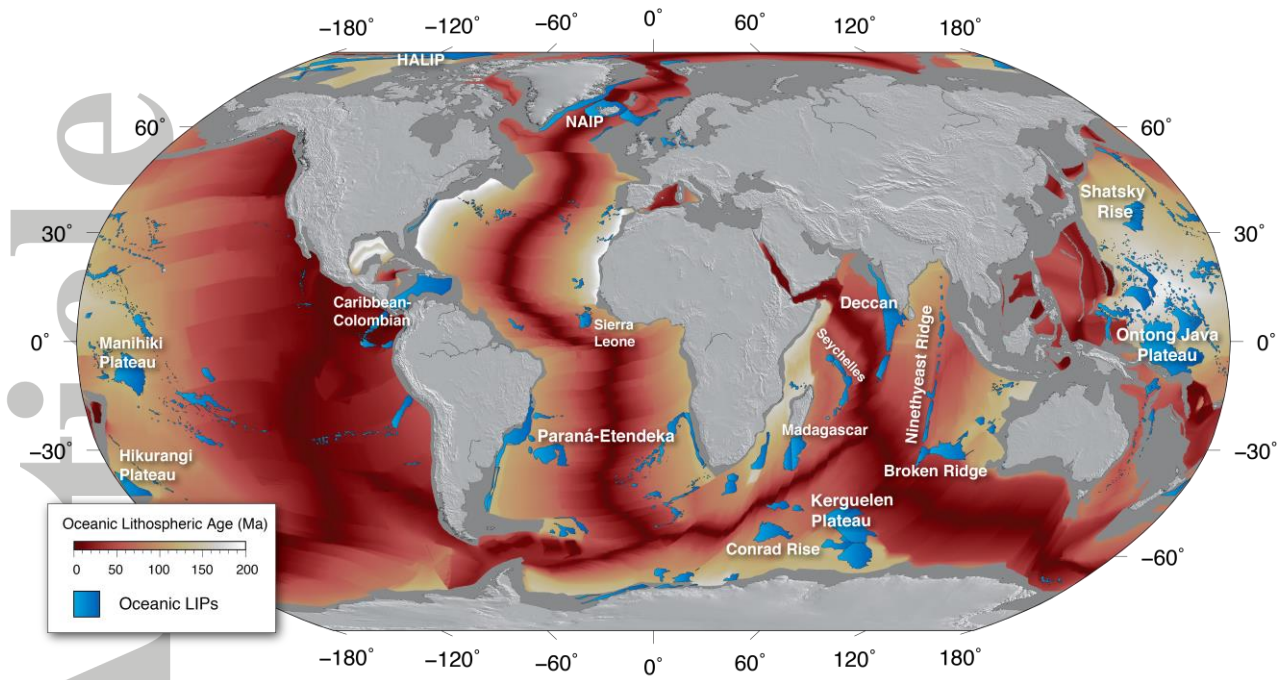 −180° −120° −60° 0° 60° 120° 180°
HALIP
NAIP
60° 60°
Shatsky
Rise
30° 30°
Caribbean-
Colombian
Deccan
Sierra
Leone
Ontong Java
Plateau
0° 0°
Manihiki
Plateau
Seychelles
Ninethyeast Ridge
Paraná-Etendeka
Madagascar
−30° −30°
Hikurangi
Plateau
Broken Ridge
Kerguelen
Plateau
Conrad Rise
−60°
Oceanic Lithospheric Age (Ma)
0 50 100 150 200
Oceanic LIPs
−180° −120° −60° 0° 60° 120° 180°